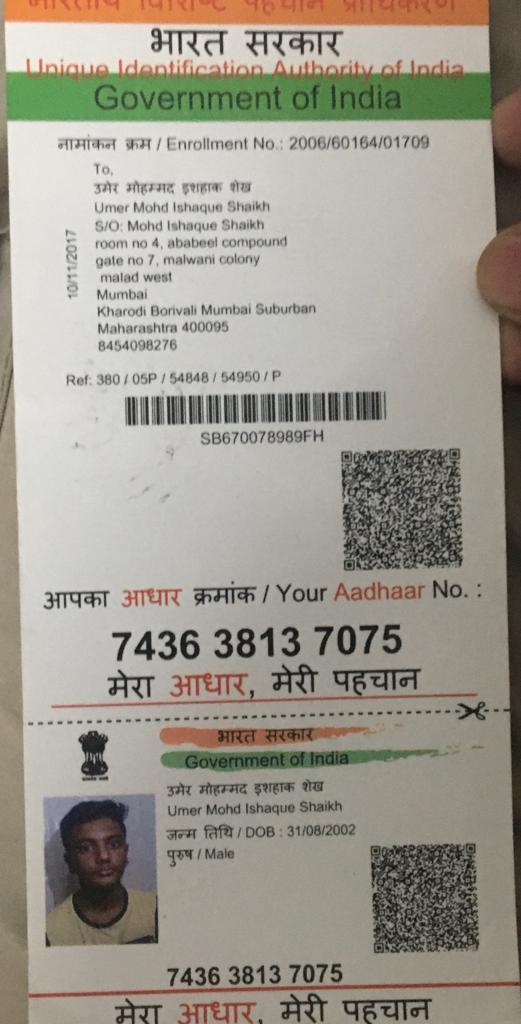 भारतीय विशिष्ट पहचान प्राधिकरण
भारत सरकार
Unique Identification Authority of India
Government of India
नामांकन क्रम / Enrollment No.: 2006/60164/01709
To,
उमेर मोहम्मद इशहाक शेख
Umer Mohd Ishaque Shaikh
S/O: Mohd Ishaque Shaikh
room no 4, ababeel compound
gate no 7, malwani colony
malad west
Mumbai
Kharodi Borivali Mumbai Suburban
Maharashtra 400095
8454098276
10/11/2017
Ref: 380 / 05P / 54848 / 54950 / P
SB670078989FH
आपका आधार क्रमांक / Your Aadhaar No. :
7436 3813 7075
मेरा आधार, मेरी पहचान
भारत सरकार
Government of India
उमेर मोहम्मद इशहाक शेख
Umer Mohd Ishaque Shaikh
जन्म तिथि / DOB : 31/08/2002
पुरुष / Male
7436 3813 7075
मेरा आधार, मेरी पहचान